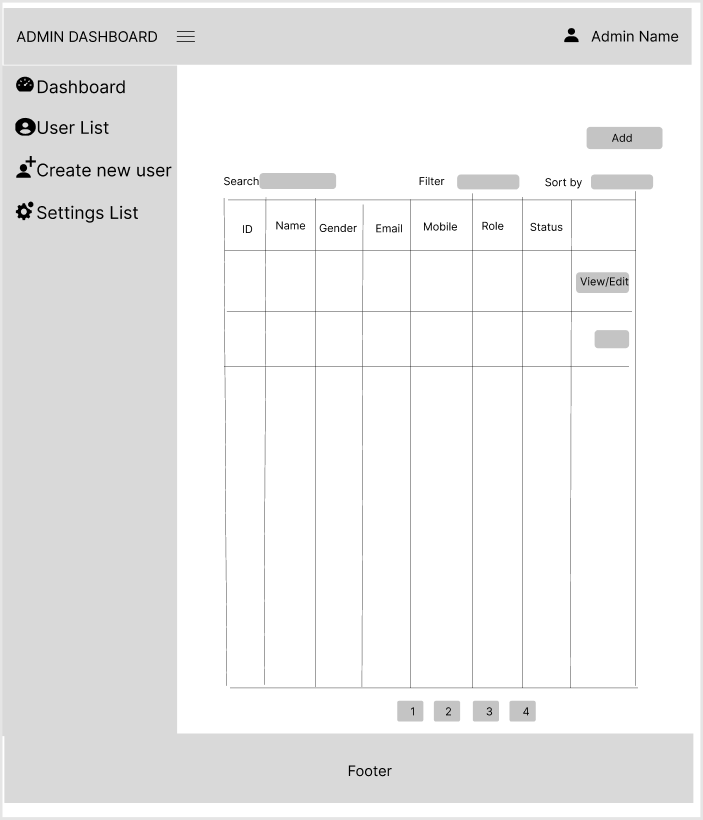 ADMIN DASHBOARD
Admin Name
Dashboard
User List
Create new user
Settings List
Add
Search
Filter
Sort by
ID Name Gender Email Mobile Role Status
View/Edit
1 2 3 4
Footer